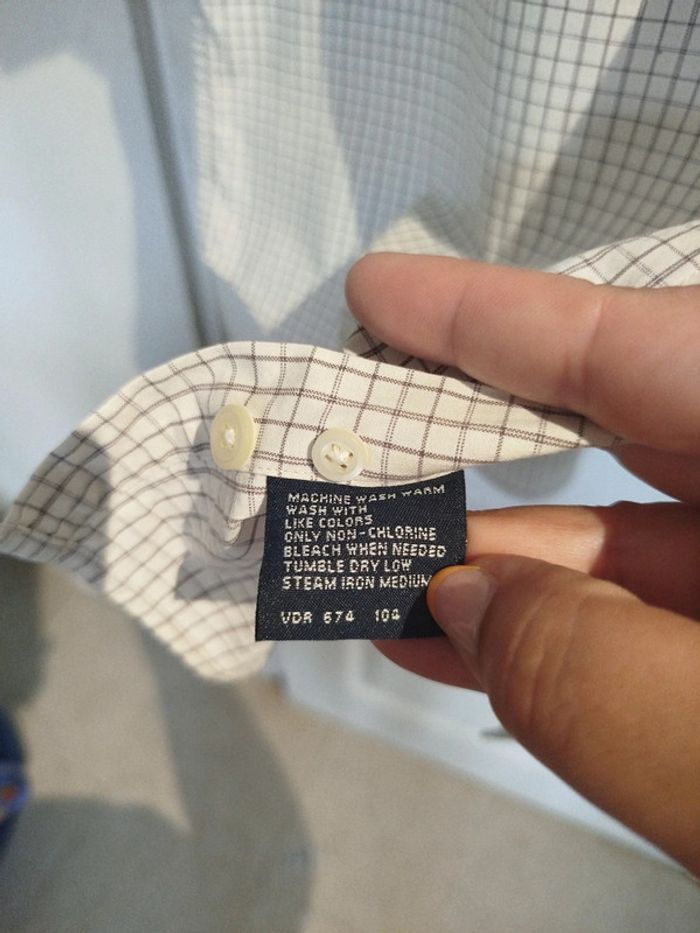 MACHINE WASH WARM
WASH WITH
LIKE COLORS
ONLY NON-CHLORINE
BLEACH WHEN NEEDED
TUMBLE DRY LOW
STEAM IRON MEDIUM
VDR 674 104